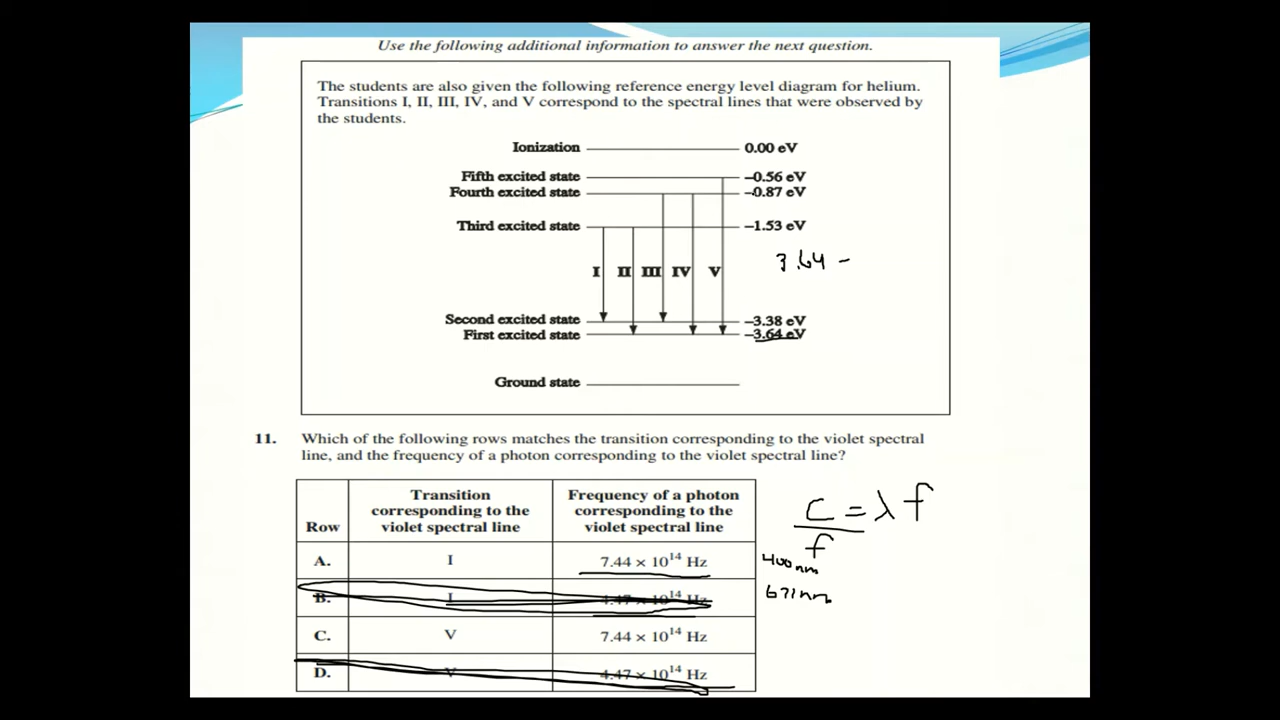 Use the following additional information to answer the next question.
The students are also given the following reference energy level diagram for helium.
Transitions I, II, III, IV, and V correspond to the spectral lines that were observed by
the students.
Ionization 0.00 eV
Fifth excited state –0.56 eV
Fourth excited state –0.87 eV
Third excited state –1.53 eV
3.64 –
I II III IV V
Second excited state –3.38 eV
First excited state –3.64 eV
Ground state
11. Which of the following rows matches the transition corresponding to the violet spectral
line, and the frequency of a photon corresponding to the violet spectral line?
Row
Transition
corresponding to the
violet spectral line
Frequency of a photon
corresponding to the
violet spectral line
A. I 7.44 × 10¹⁴ Hz
B. I 4.47 × 10¹⁴ Hz
C. V 7.44 × 10¹⁴ Hz
D. V 4.47 × 10¹⁴ Hz
C = λ f
f
400nm
671nm